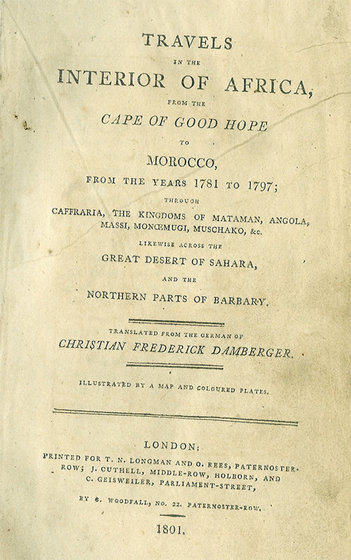 TRAVELS
IN THE
INTERIOR OF AFRICA,
FROM THE
CAPE OF GOOD HOPE
TO
MOROCCO,
FROM THE YEARS 1781 TO 1797;
THROUGH
CAFFRARIA, THE KINGDOMS OF MATAMAN, ANGOLA,
MASSI, MONŒMUGI, MUSCHAKO, &c.
LIKEWISE ACROSS THE
GREAT DESERT OF SAHARA,
AND THE
NORTHERN PARTS OF BARBARY.
TRANSLATED FROM THE GERMAN OF
CHRISTIAN FREDERICK DAMBERGER.
ILLUSTRATED BY A MAP AND COLOURED PLATES.
LONDON:
PRINTED FOR T. N. LONGMAN AND O. REES, PATERNOSTER-
ROW; J. CUTHELL, MIDDLE-ROW, HOLBORN, AND
C. GEISWEILER, PARLIAMENT-STREET,
BY G. WOODFALL, NO. 22. PATERNOSTER-ROW.
1801.